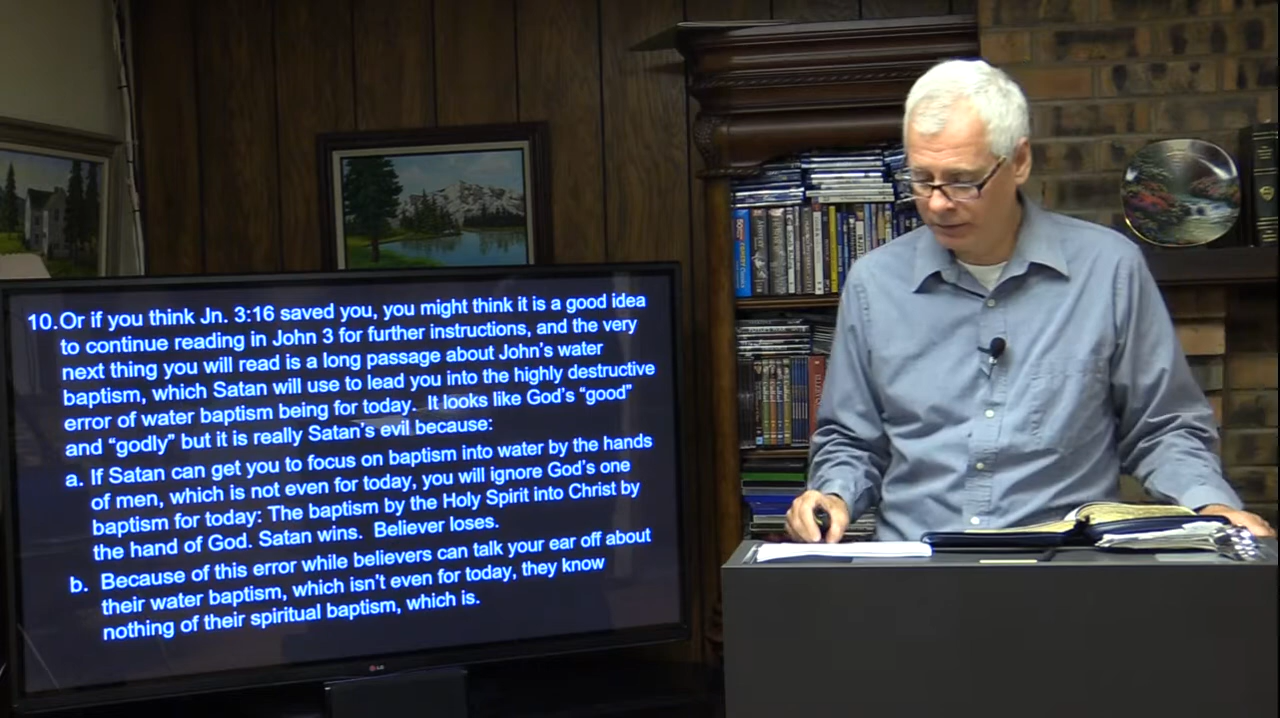 10. Or if you think Jn. 3:16 saved you, you might think it is a good idea
to continue reading in John 3 for further instructions, and the very
next thing you will read is a long passage about John's water
baptism, which Satan will use to lead you into the highly destructive
error of water baptism being for today.  It looks like God's "good"
and "godly" but it is really Satan's evil because:
a. If Satan can get you to focus on baptism into water by the hands
of men, which is not even for today, you will ignore God's one
baptism for today: The baptism by the Holy Spirit into Christ by
the hand of God. Satan wins.  Believer loses.
b. Because of this error while believers can talk your ear off about
their water baptism, which isn't even for today, they know
nothing of their spiritual baptism, which is.
LG